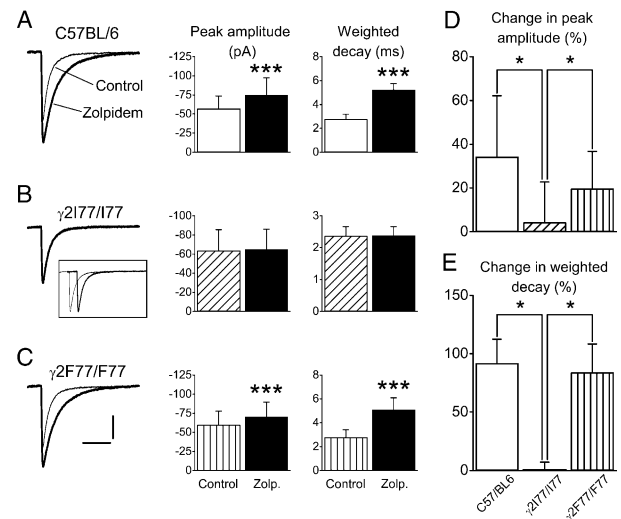 A
C57BL/6
Control
Zolpidem
Peak amplitude
(pA)
-125
-100
-75
-50
-25
0
***
Weighted
decay (ms)
8
6
4
2
0
***
B
γ2I77/I77
-100
-80
-60
-40
-20
0
3
2
1
0
C
γ2F77/F77
-125
-100
-75
-50
-25
0
***
Control
Zolp.
8
6
4
2
0
***
Control
Zolp.
D
Change in peak
amplitude (%)
80
60
40
20
0
*
*
E
Change in weighted
decay (%)
150
100
50
0
*
*
C57/BL6
γ2I77/I77
γ2F77/F77